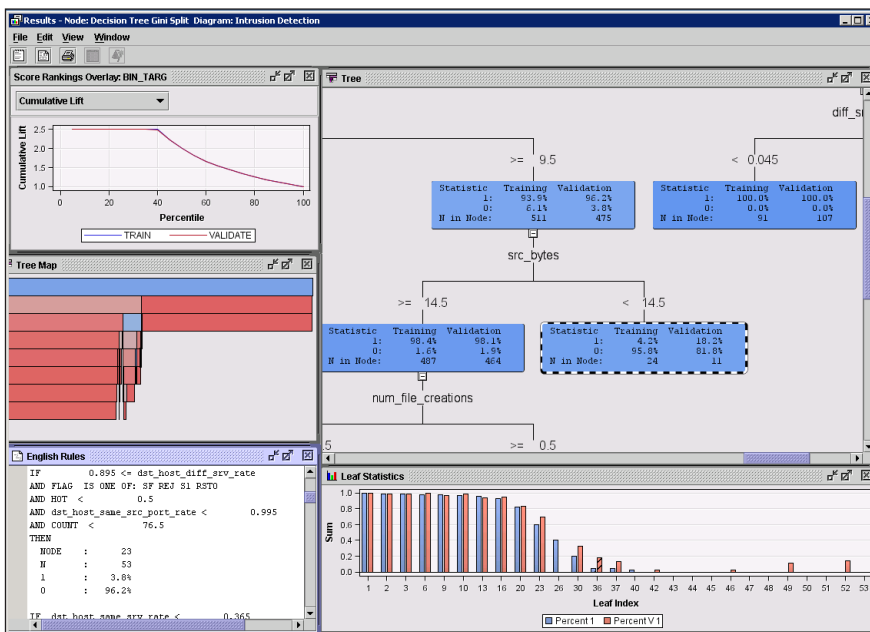 Results - Node: Decision Tree Gini Split Diagram: Intrusion Detection
File Edit View Window
Score Rankings Overlay: BIN_TARG
Cumulative Lift
Cumulative Lift
2.5
2.0
1.5
1.0
0 20 40 60 80 100
Percentile
TRAIN VALIDATE
Tree Map
English Rules
IF 0.895 <= dst_host_diff_srv_rate
AND FLAG IS ONE OF: SF REJ S1 RSTO
AND HOT < 0.5
AND dst_host_same_src_port_rate < 0.995
AND COUNT < 76.5
THEN
NODE : 23
N : 53
1 : 3.8%
0 : 96.2%
IF dst_host_same_srv_rate < 0.365
Tree
diff_sr
>= 9.5
< 0.045
Statistic Training Validation
1: 93.9% 96.2%
0: 6.1% 3.8%
N in Node: 511 475
Statistic Training Validation
1: 100.0% 100.0%
0: 0.0% 0.0%
N in Node: 91 107
src_bytes
>= 14.5
< 14.5
Statistic Training Validation
1: 98.4% 98.1%
0: 1.6% 1.9%
N in Node: 487 464
Statistic Training Validation
1: 4.2% 18.2%
0: 95.8% 81.8%
N in Node: 24 11
num_file_creations
.5
>= 0.5
Leaf Statistics
Sum
1.0
0.8
0.6
0.4
0.2
0.0
1 2 3 6 9 10 13 16 20 23 26 30 36 37 40 42 43 44 45 46 47 48 49 50 51 52 53
Leaf Index
Percent 1 Percent V 1